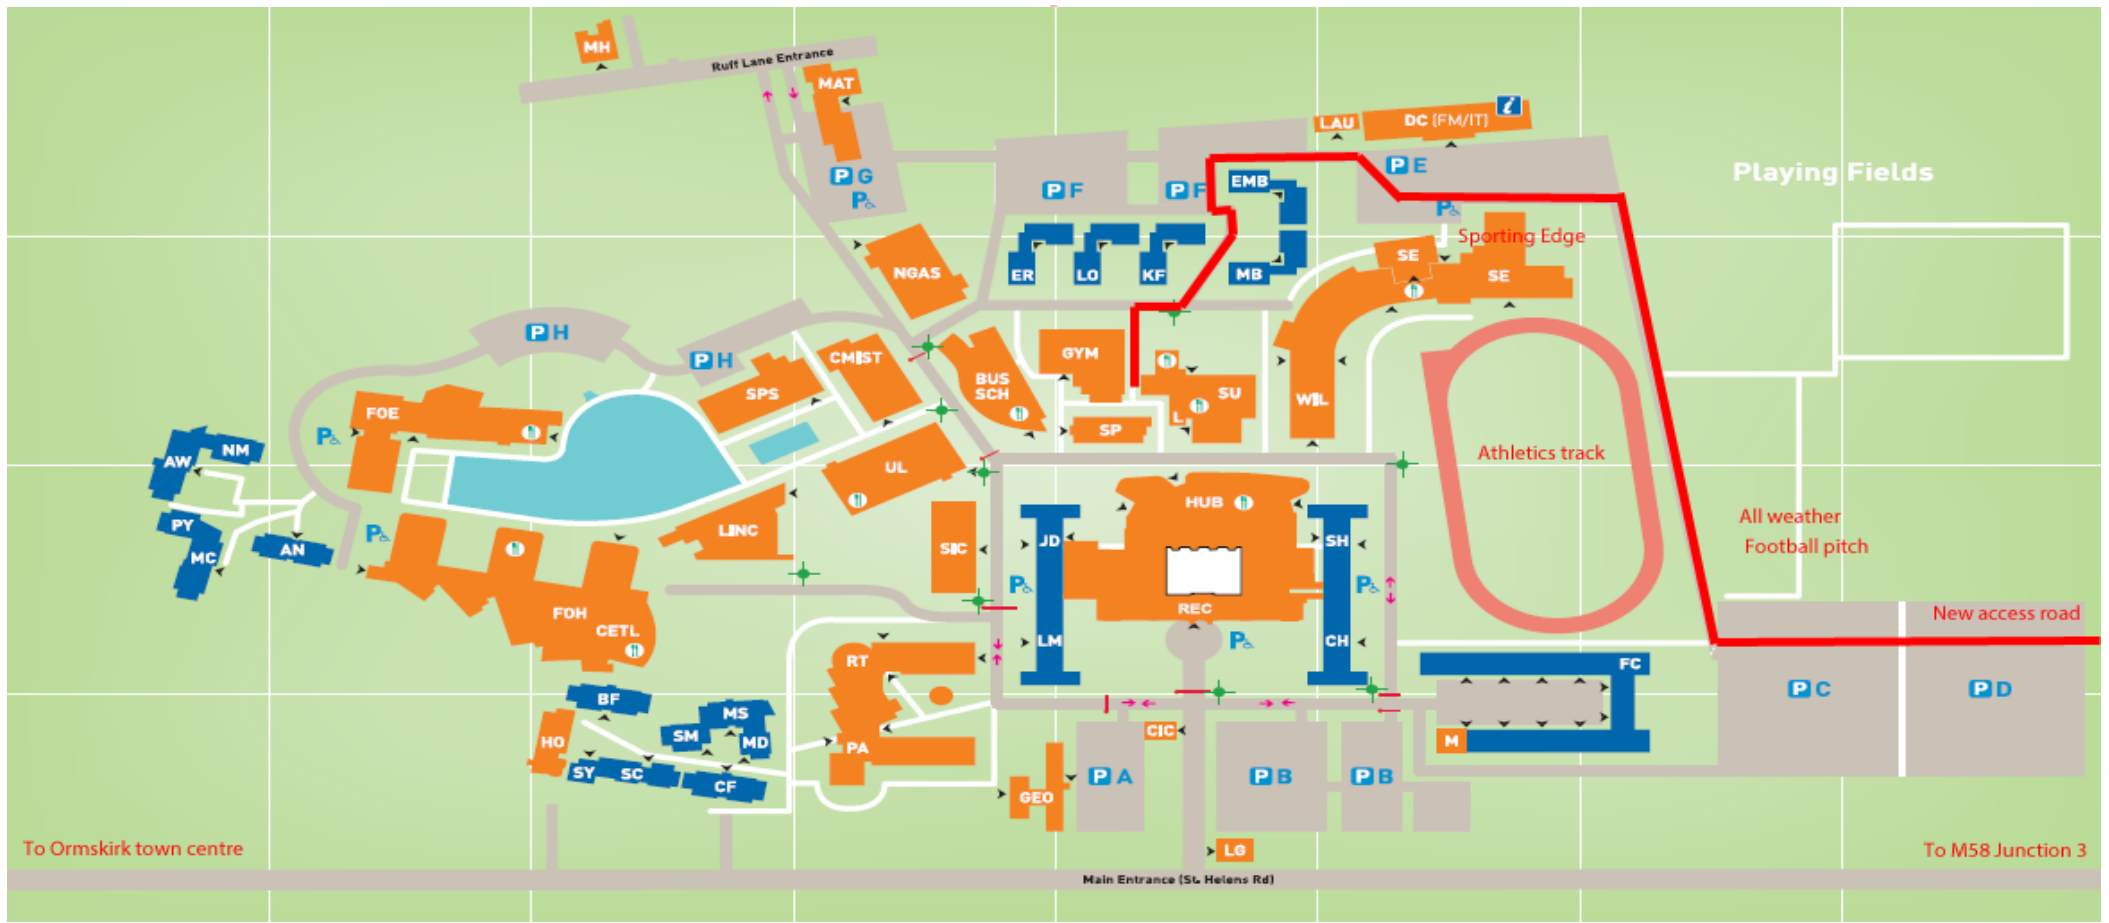 MH
Ruff Lane Entrance
MAT
LAU
DC (FM/IT)
i
P G
P
P F
P F
EMB
P E
P
Playing Fields
Sporting Edge
NGAS
ER
LO
KF
MB
SE
SE
P H
P H
CMIST
SPS
BUS
SCH
GYM
SU
L
SP
WIL
FOE
P
NM
AW
UL
Athletics track
HUB
PY
MC
AN
P
LINC
SIC
JD
SH
P
P
REC
All weather
Football pitch
FOH
CETL
LM
P
CH
New access road
RT
FC
P C
P D
BF
MS
SM
MD
HO
PA
CIC
M
SY
SC
CF
GEO
P A
P B
P B
To Ormskirk town centre
LG
To M58 Junction 3
Main Entrance (St. Helens Rd)